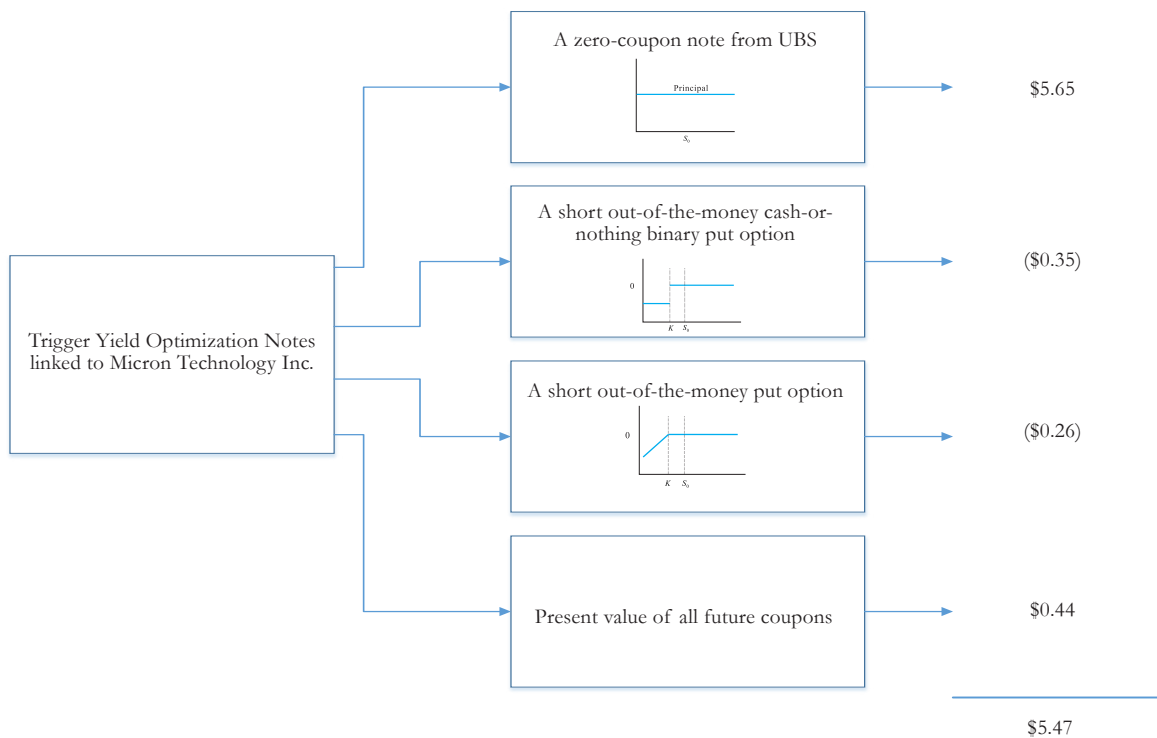 A zero-coupon note from UBS
Principal
S₀
$5.65
A short out-of-the-money cash-or-
nothing binary put option
0
K S₀
($0.35)
Trigger Yield Optimization Notes
linked to Micron Technology Inc.
A short out-of-the-money put option
0
K S₀
($0.26)
Present value of all future coupons
$0.44
$5.47